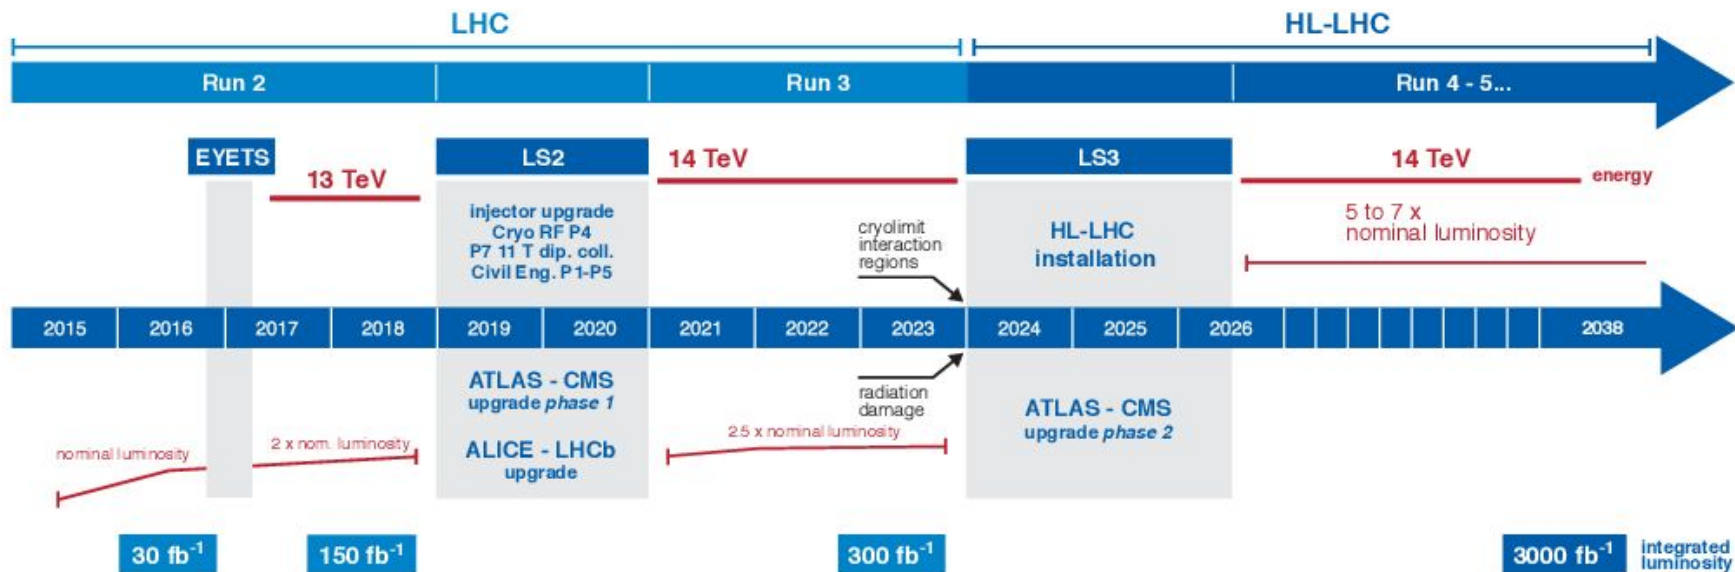 LHC
HL-LHC
Run 2
Run 3
Run 4 - 5...
EYETS
13 TeV
LS2
14 TeV
LS3
14 TeV
energy
injector upgrade
Cryo RF P4
P7 11 T dip. coll.
Civil Eng. P1-P5
cryolimit
interaction
regions
HL-LHC
installation
5 to 7 x
nominal luminosity
2015
2016
2017
2018
2019
2020
2021
2022
2023
2024
2025
2026
2038
ATLAS - CMS
upgrade phase 1
ALICE - LHCb
upgrade
radiation
damage
ATLAS - CMS
upgrade phase 2
nominal luminosity
2 x nom. luminosity
2.5 x nominal luminosity
30 fb⁻¹
150 fb⁻¹
300 fb⁻¹
3000 fb⁻¹
integrated
luminosity